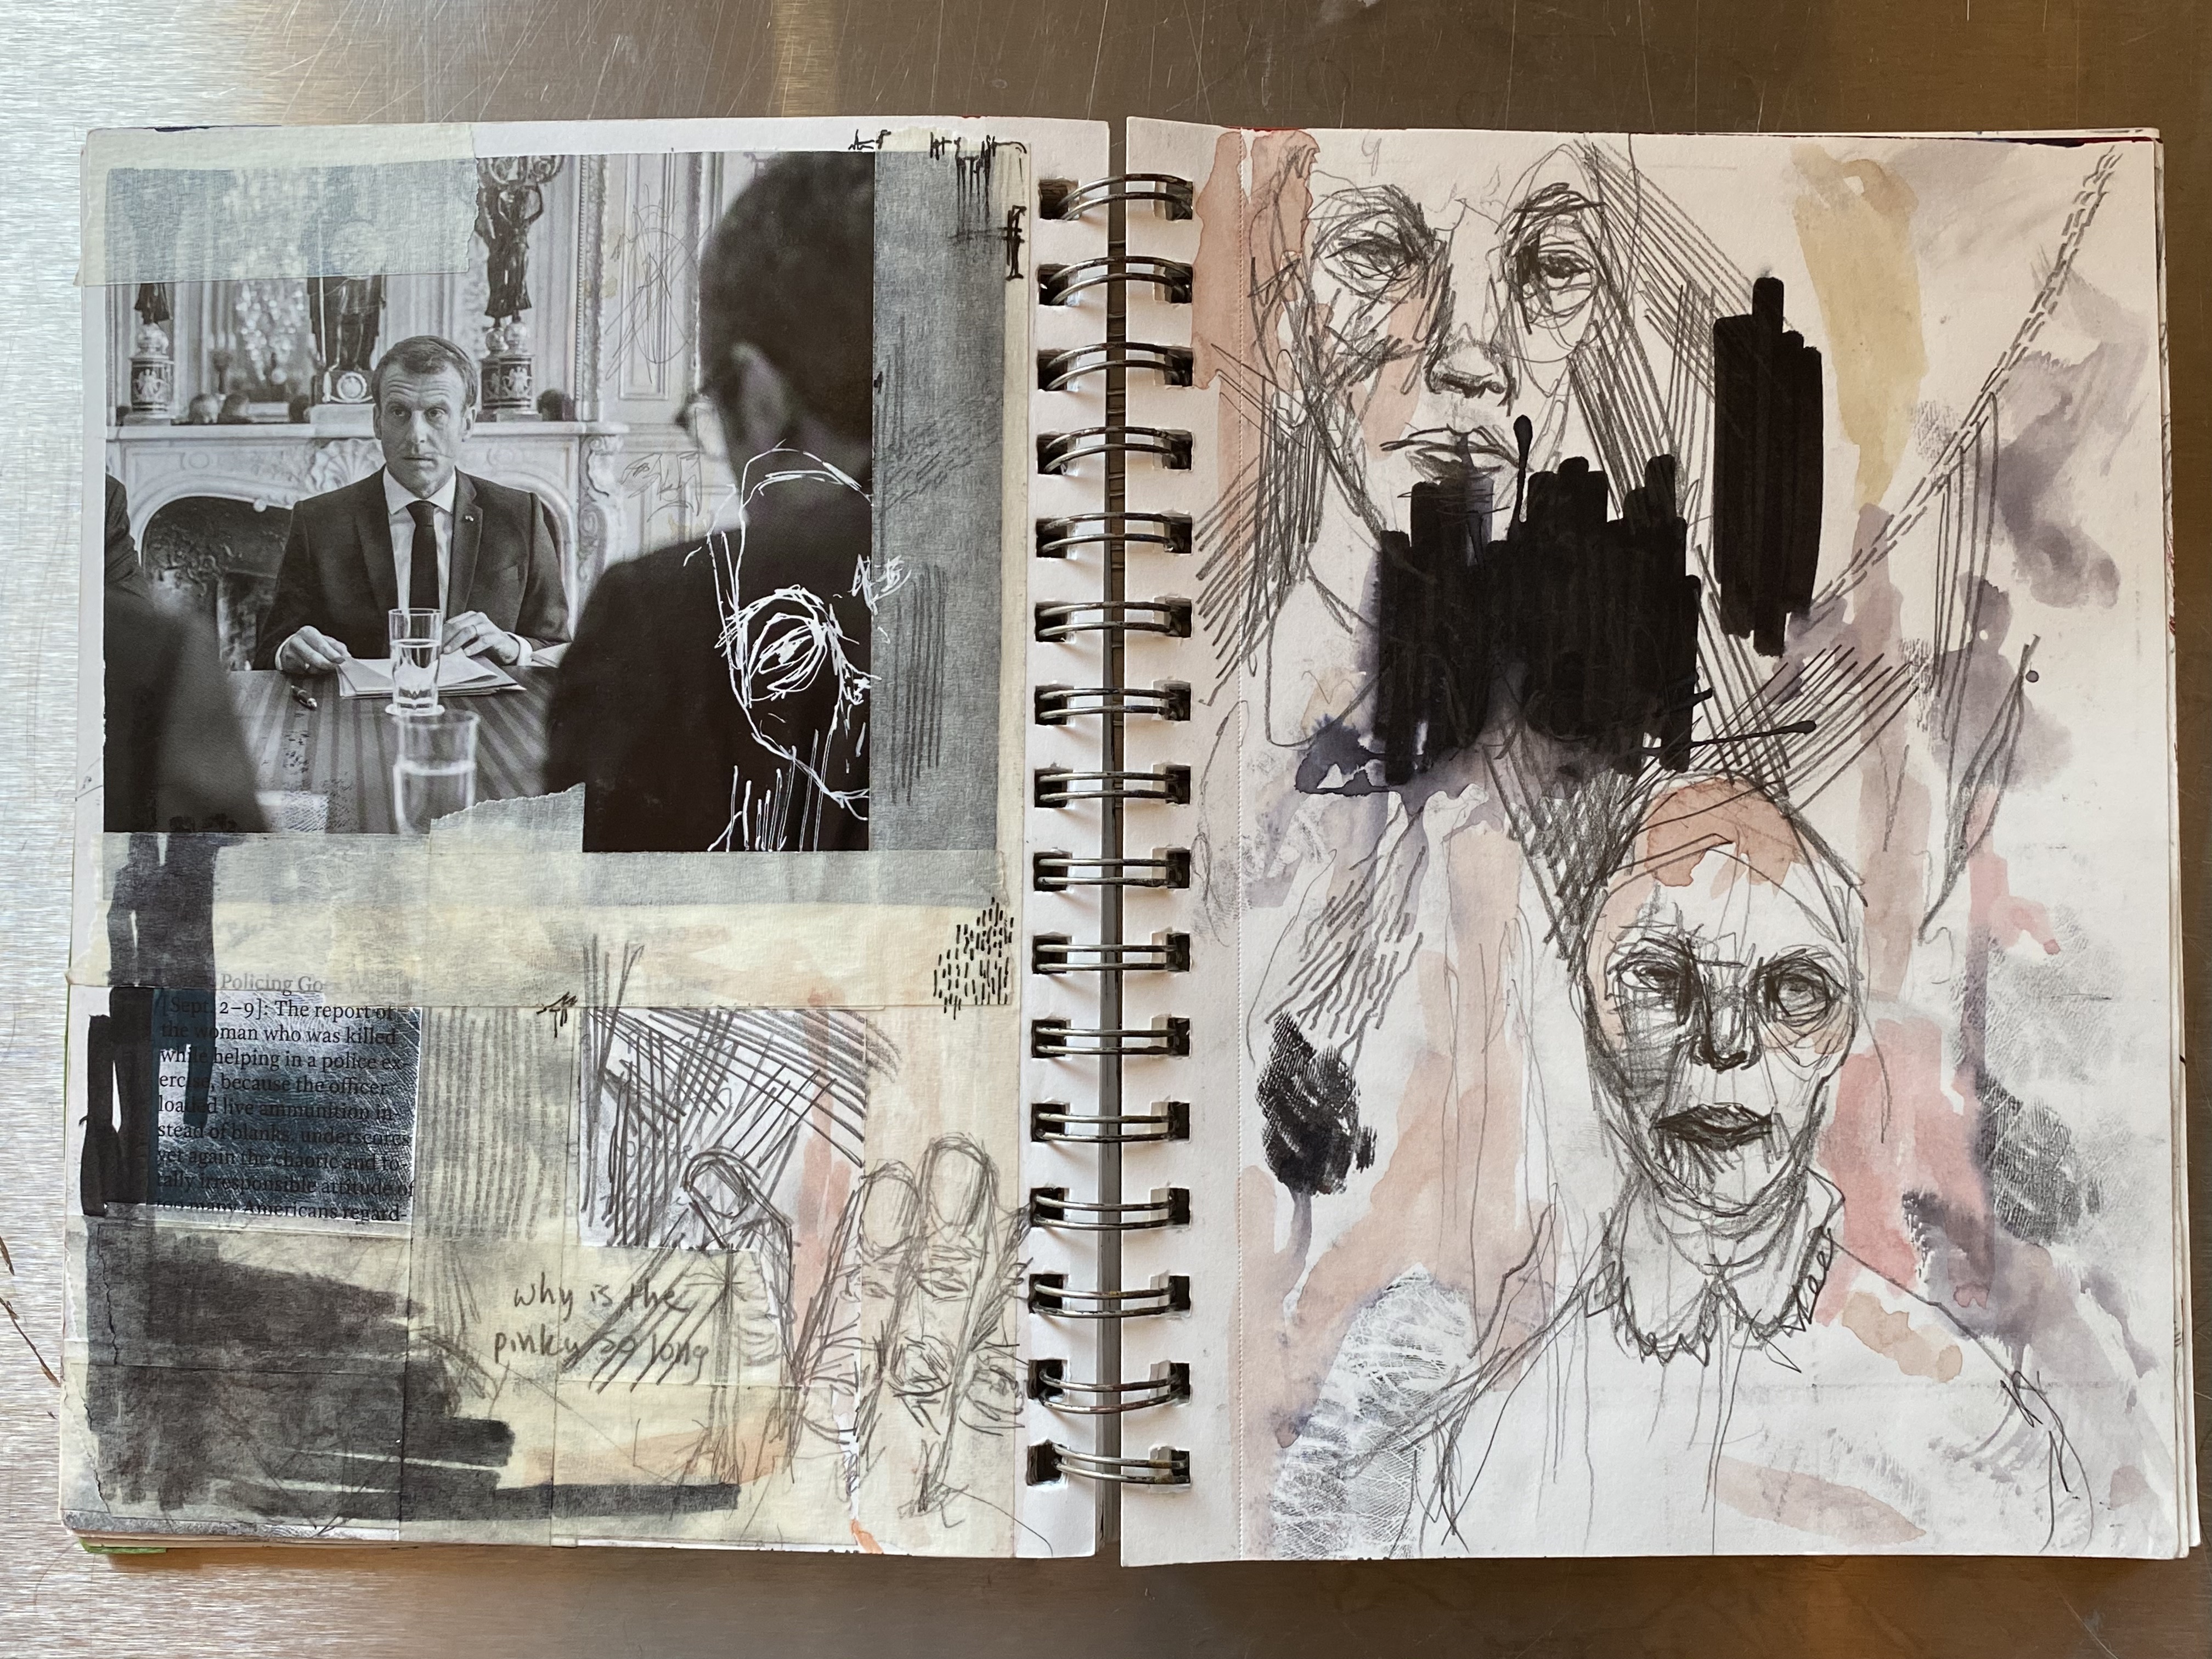 Policing Go
[Sept. 2–9]: The report of
the woman who was killed
while helping in a police ex-
ercise, because the officer
loaded live ammunition in-
stead of blanks, underscores
yet again the chaotic and to-
tally irresponsible attitude of
too many Americans regard-
why is the
pinky so long